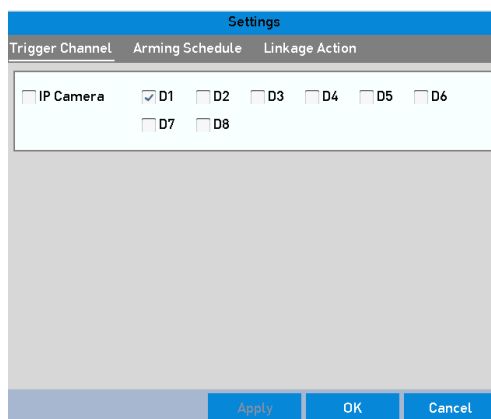 Settings
Trigger Channel Arming Schedule Linkage Action
IP Camera D1 D2 D3 D4 D5 D6
D7 D8
Apply OK Cancel